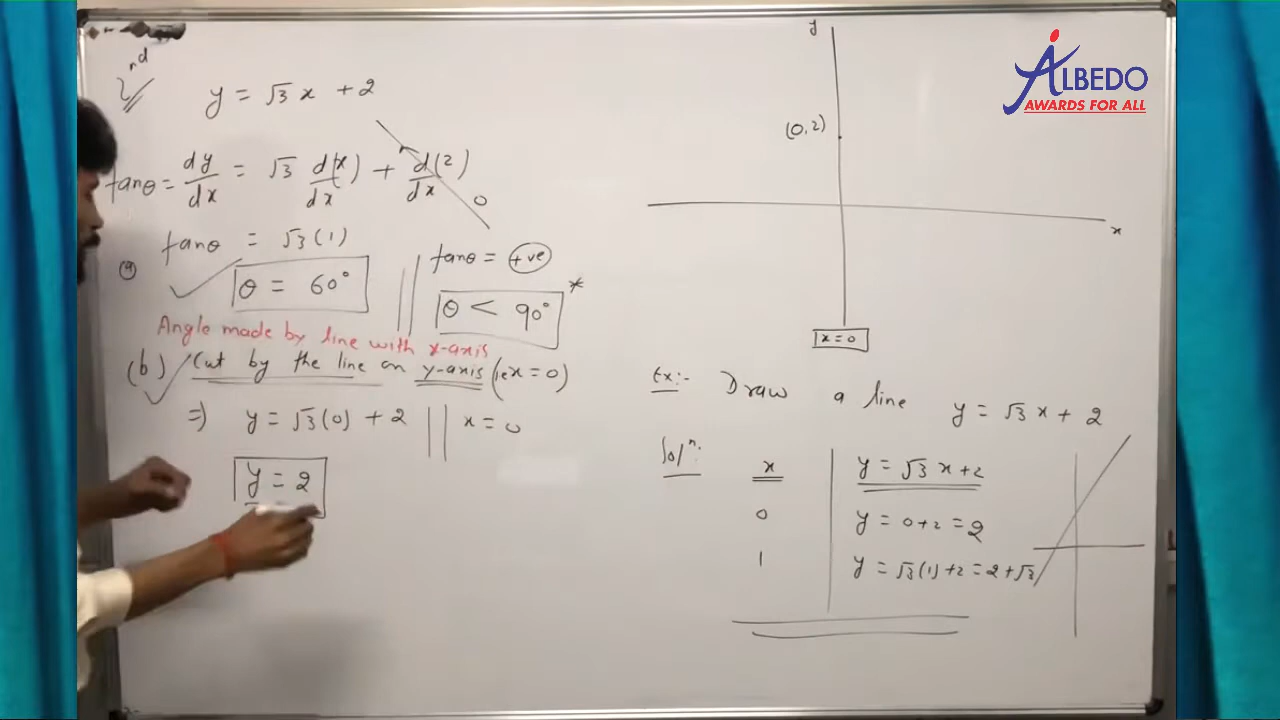 2nd
y = √3 x + 2
tanθ = dy/dx = √3 d(x)/dx + d(2)/dx 0
tanθ = √3(1)
(a) θ = 60°
tanθ = +ve
θ < 90° *
Angle made by line with x-axis
(b) Cut by the line on y-axis (ie x = 0)
⇒ y = √3(0) + 2 || x = 0
y = 2
y
(0,2)
x
x = 0
ALBEDO
AWARDS FOR ALL
Ex:- Draw a line y = √3 x + 2
Solⁿ:
x | y = √3 x + 2
0 | y = 0 + 2 = 2
1 | y = √3(1) + 2 = 2 + √3